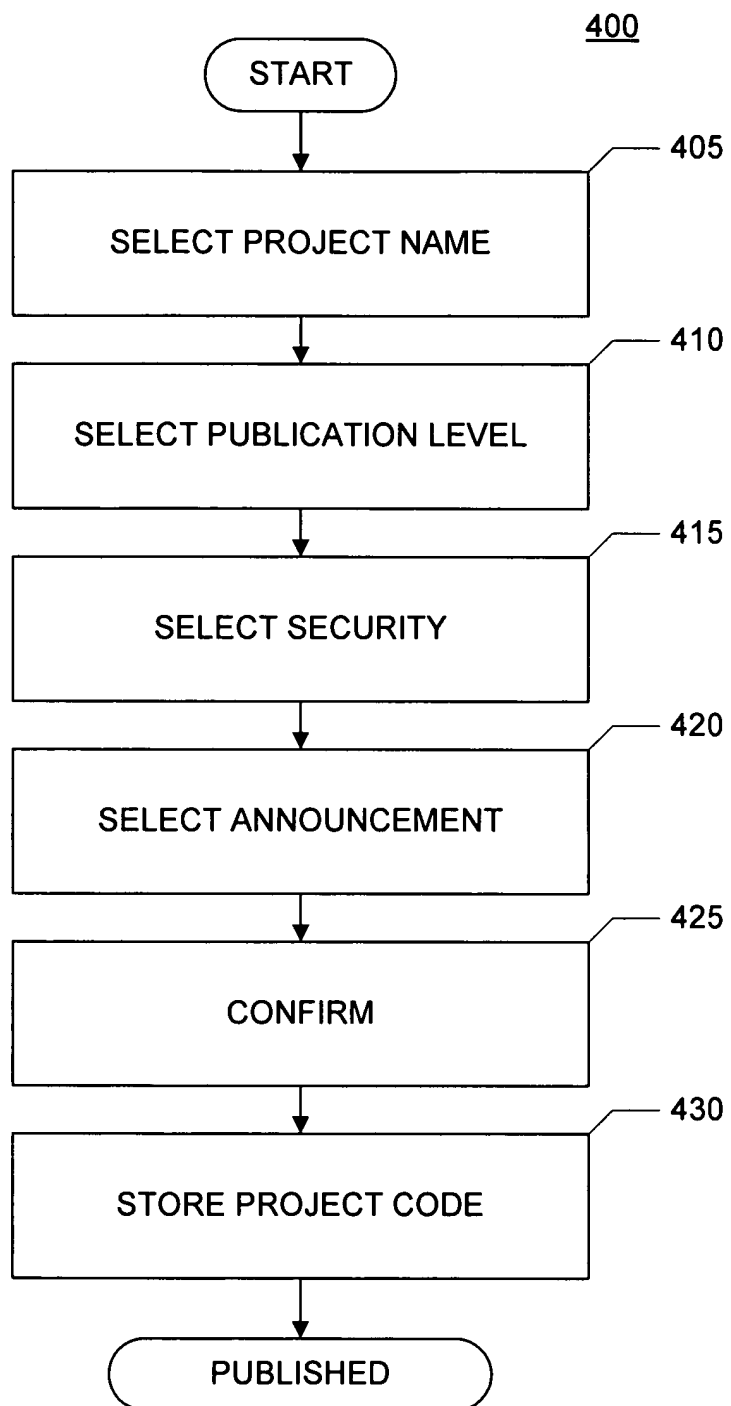 400
START
405
SELECT PROJECT NAME
410
SELECT PUBLICATION LEVEL
415
SELECT SECURITY
420
SELECT ANNOUNCEMENT
425
CONFIRM
430
STORE PROJECT CODE
PUBLISHED